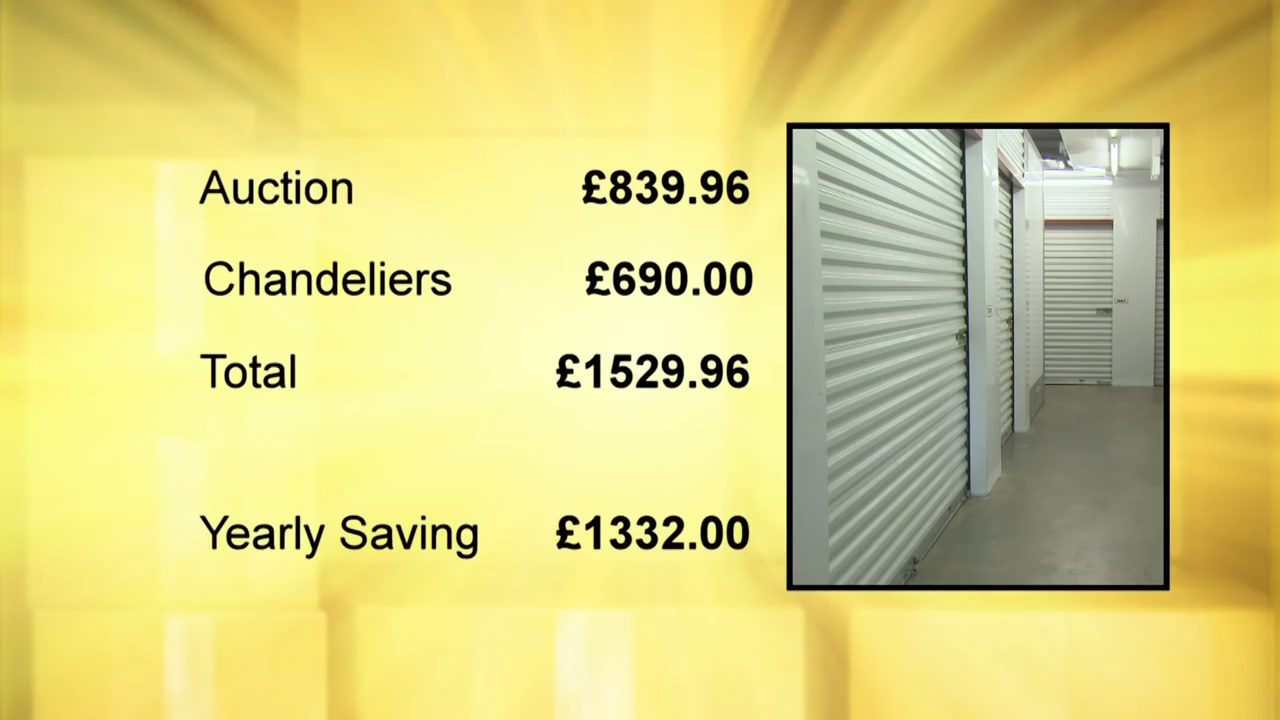 Auction £839.96
Chandeliers £690.00
Total £1529.96
Yearly Saving £1332.00